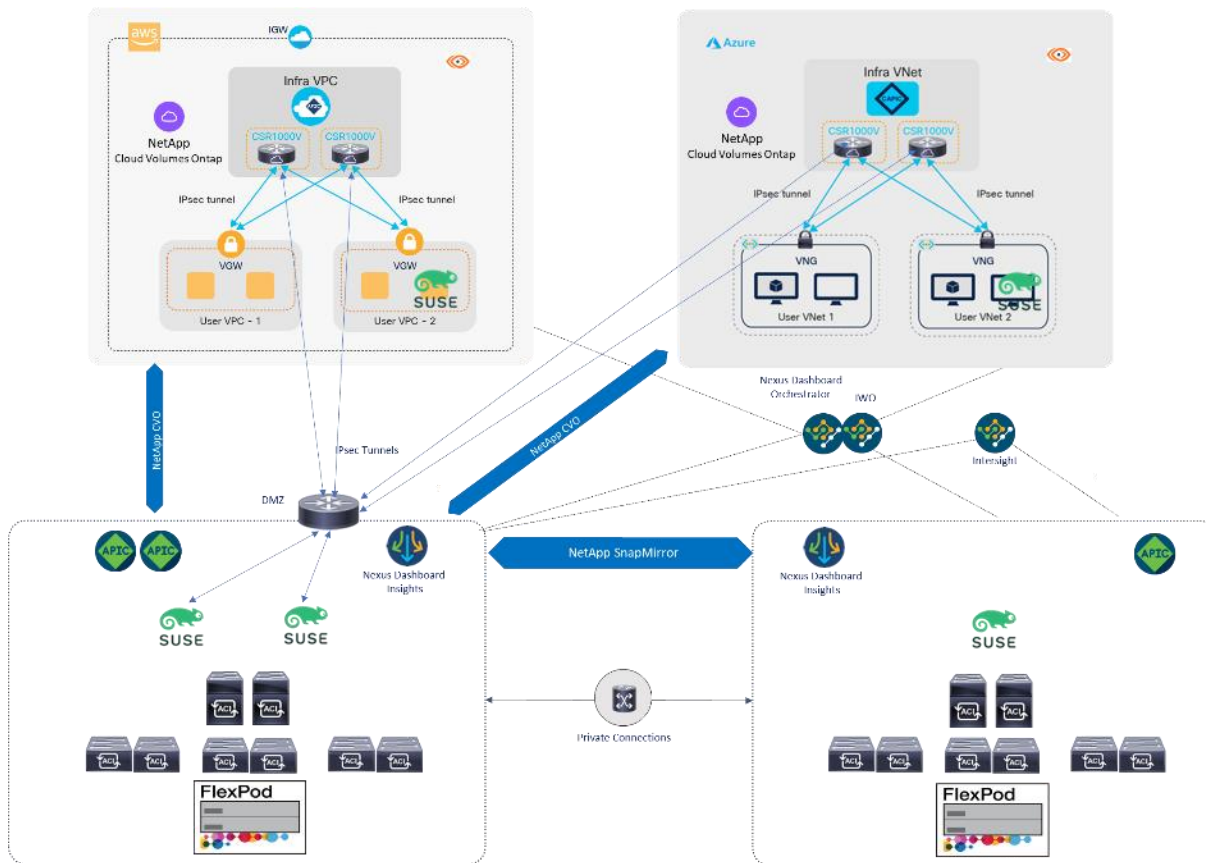 aws
IGW
Infra VPC
APIC
CSR1000V
CSR1000V
NetApp
Cloud Volumes Ontap
IPsec tunnel
IPsec tunnel
VGW
VGW
SUSE
User VPC - 1
User VPC - 2
Azure
Infra VNet
CAPIC
CSR1000V
CSR1000V
NetApp
Cloud Volumes Ontap
IPsec tunnel
IPsec tunnel
VNG
VNG
SUSE
User VNet 1
User VNet 2
NetApp CVO
NetApp CVO
Nexus Dashboard
Orchestrator
IWO
Intersight
IPsec Tunnels
DMZ
APIC
APIC
Nexus Dashboard
Insights
NetApp SnapMirror
Nexus Dashboard
Insights
APIC
SUSE
SUSE
SUSE
ACI
ACI
ACI
ACI
Private Connections
ACI
ACI
ACI
ACI
ACI
ACI
ACI
ACI
ACI
ACI
ACI
ACI
FlexPod
FlexPod